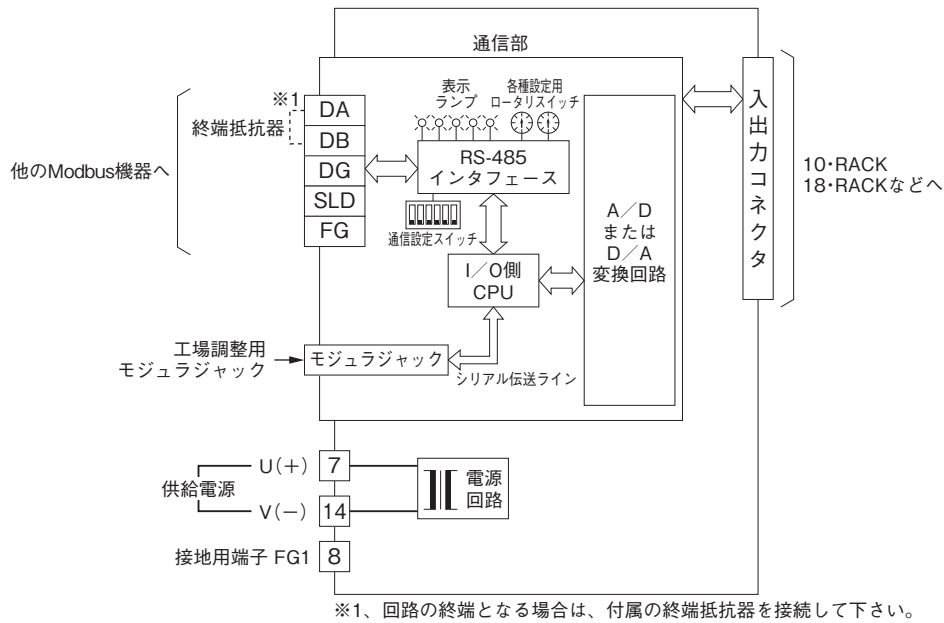 通信部
※1
DA
DB
DG
SLD
FG
終端抵抗器
他のModbus機器へ
表示
ランプ
各種設定用
ロータリスイッチ
RS-485
インタフェース
通信設定スイッチ
I/O側
CPU
A/D
または
D/A
変換回路
入出力コネクタ
10・RACK
18・RACKなどへ
工場調整用
モジュラジャック
モジュラジャック
シリアル伝送ライン
供給電源
U(+) 7
V(−) 14
電源
回路
接地用端子 FG1 8
※1、回路の終端となる場合は、付属の終端抵抗器を接続して下さい。